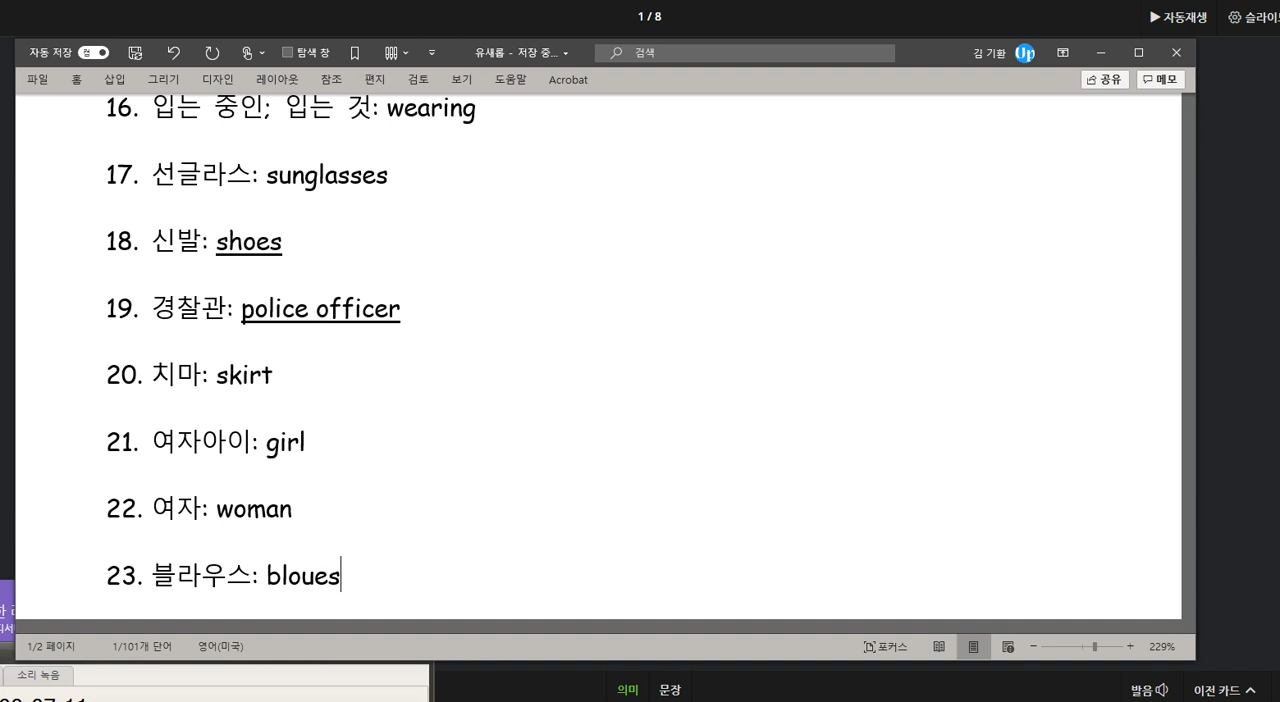 1 / 8
▶자동재생
슬라이드
자동 저장
탐색 창
유새롬 - 저장 중...
검색
김 기환
Up
파일 홈 삽입 그리기 디자인 레이아웃 참조 편지 검토 보기 도움말 Acrobat
공유
메모
16. 입는 중인; 입는 것: wearing
17. 선글라스: sunglasses
18. 신발: shoes
19. 경찰관: police officer
20. 치마: skirt
21. 여자아이: girl
22. 여자: woman
23. 블라우스: bloues
1/2 페이지 1/101개 단어 영어(미국)
포커스
229%
소리 녹음
의미 문장
발음
이전 카드